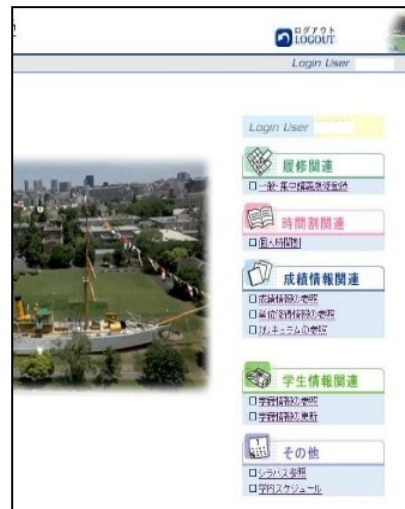 ログアウト
LOGOUT
Login User
Login User
履修関連
一般・集中講義履修登録
時間割関連
個人時間割
成績情報関連
成績情報の参照
単位修得情報の参照
カリキュラムの参照
学生情報関連
学籍情報の参照
学籍情報の更新
その他
シラバス参照
学内スケジュール